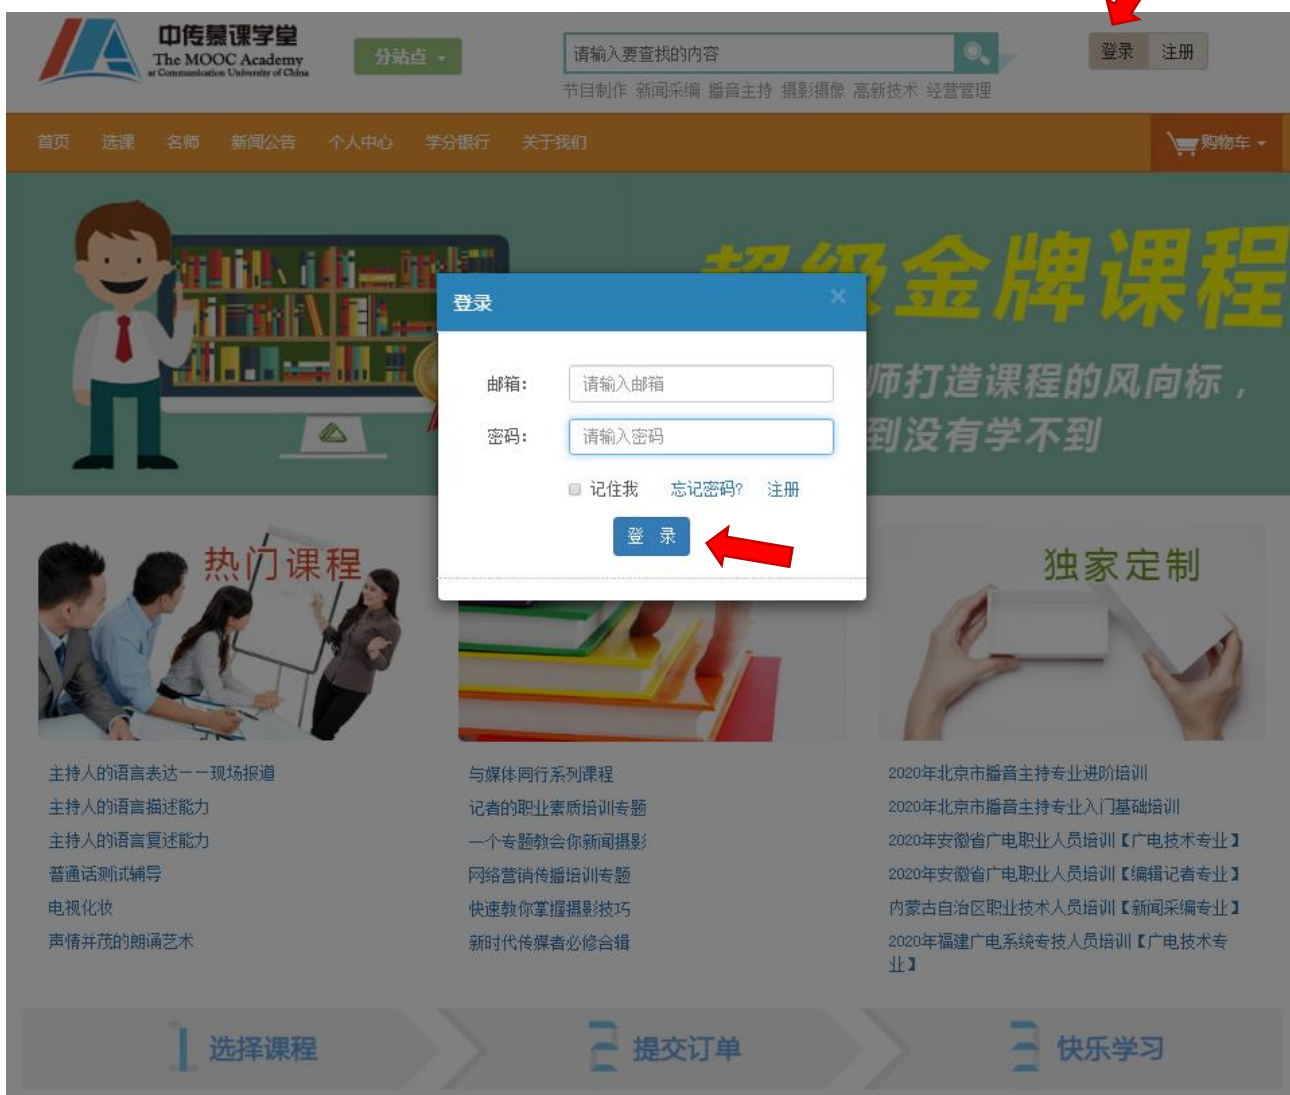 中传慕课学堂
The MOOC Academy
at Communication University of China
分站点
请输入要查找的内容
登录 注册
节目制作 新闻采编 播音主持 摄影摄像 高新技术 经营管理
首页 选课 名师 新闻公告 个人中心 学分银行 关于我们
购物车
超级金牌课程
师打造课程的风向标，
到没有学不到
登录
×
邮箱：
请输入邮箱
密码：
请输入密码
记住我 忘记密码? 注册
登 录
热门课程
独家定制
主持人的语言表达——现场报道
主持人的语言描述能力
主持人的语言复述能力
普通话测试辅导
电视化妆
声情并茂的朗诵艺术
与媒体同行系列课程
记者的职业素质培训专题
一个专题教会你新闻摄影
网络营销传播培训专题
快速教你掌握摄影技巧
新时代传媒者必修合辑
2020年北京市播音主持专业进阶培训
2020年北京市播音主持专业入门基础培训
2020年安徽省广电职业人员培训【广电技术专业】
2020年安徽省广电职业人员培训【编辑记者专业】
内蒙古自治区职业技术人员培训【新闻采编专业】
2020年福建广电系统专技人员培训【广电技术专
业】
1 选择课程
2 提交订单
3 快乐学习